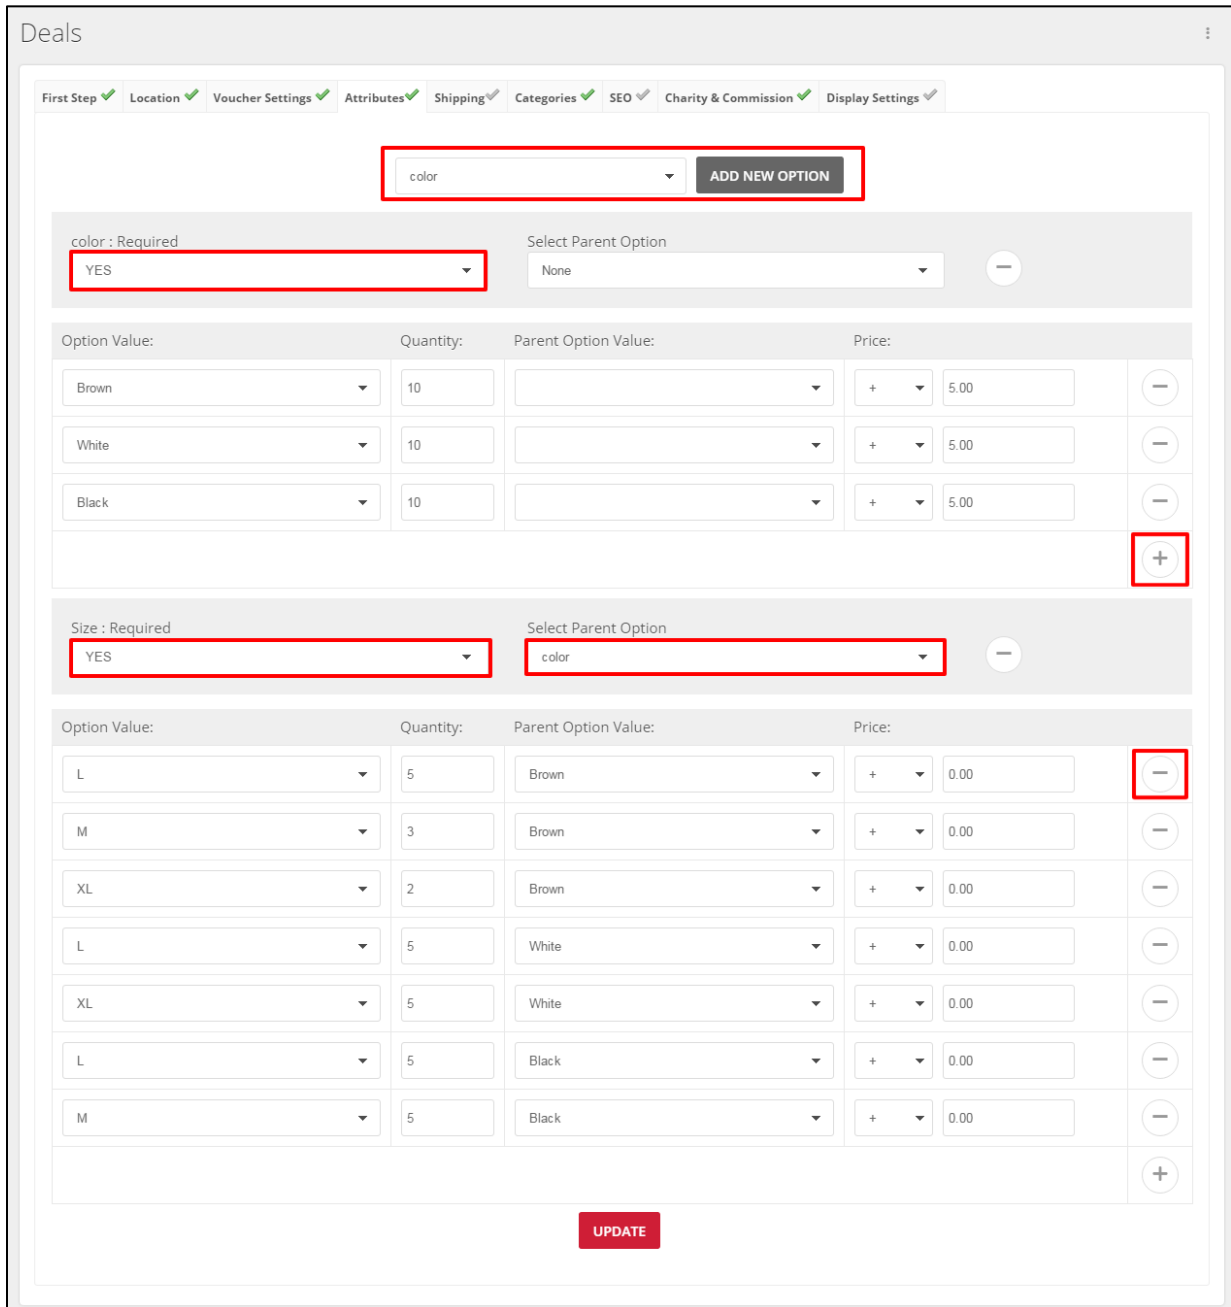 Deals
First Step Location Voucher Settings Attributes Shipping Categories SEO Charity & Commission Display Settings
color ADD NEW OPTION
color : Required Select Parent Option
YES None
Option Value: Quantity: Parent Option Value: Price:
Brown 10 + 5.00
White 10 + 5.00
Black 10 + 5.00
Size : Required Select Parent Option
YES color
Option Value: Quantity: Parent Option Value: Price:
L 5 Brown + 0.00
M 3 Brown + 0.00
XL 2 Brown + 0.00
L 5 White + 0.00
XL 5 White + 0.00
L 5 Black + 0.00
M 5 Black + 0.00
UPDATE